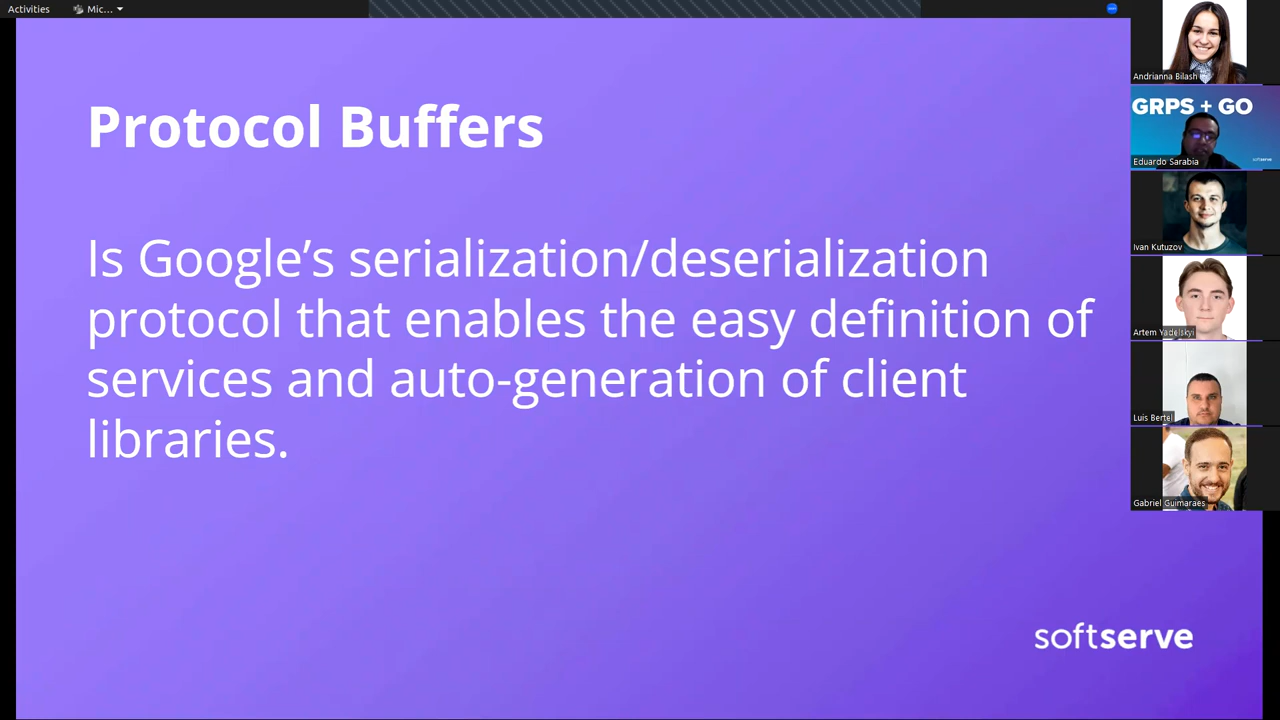 Activities
Mic...
Protocol Buffers
Is Google's serialization/deserialization
protocol that enables the easy definition of
services and auto-generation of client
libraries.
softserve
Andrianna Bilash
GRPS + GO
softserve
Eduardo Sarabia
Ivan Kutuzov
Artem Yadelskyi
Luis Bertel
Gabriel Guimaraes